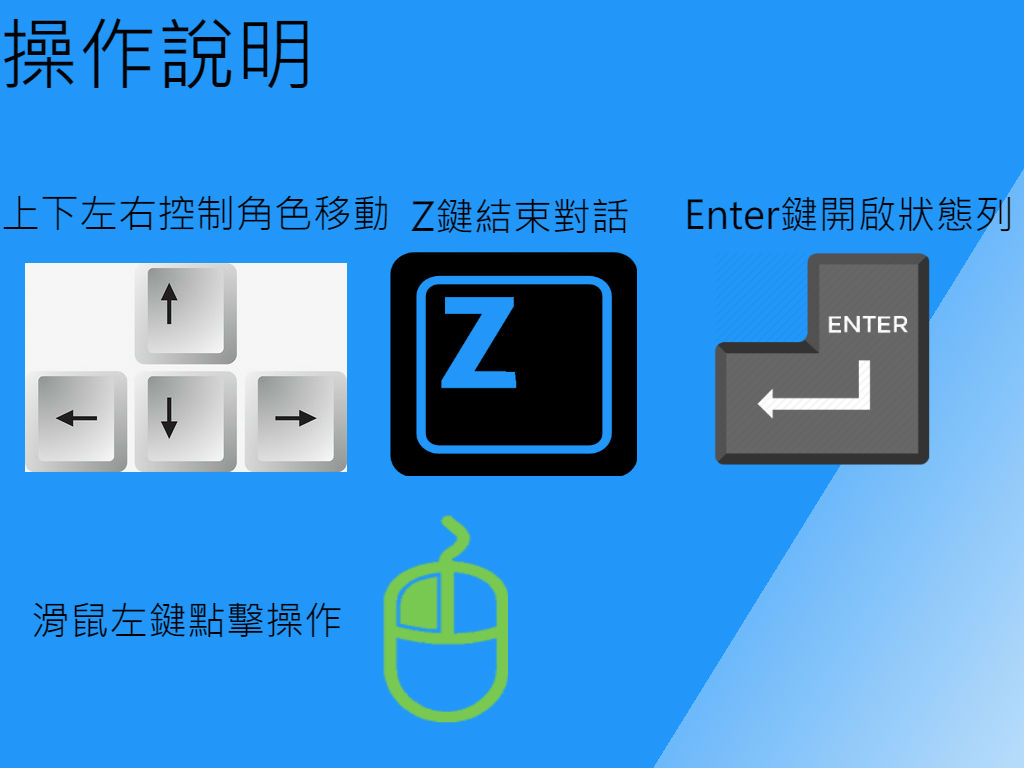 操作說明
上下左右控制角色移動
Z鍵結束對話
Enter鍵開啟狀態列
Z
ENTER
滑鼠左鍵點擊操作